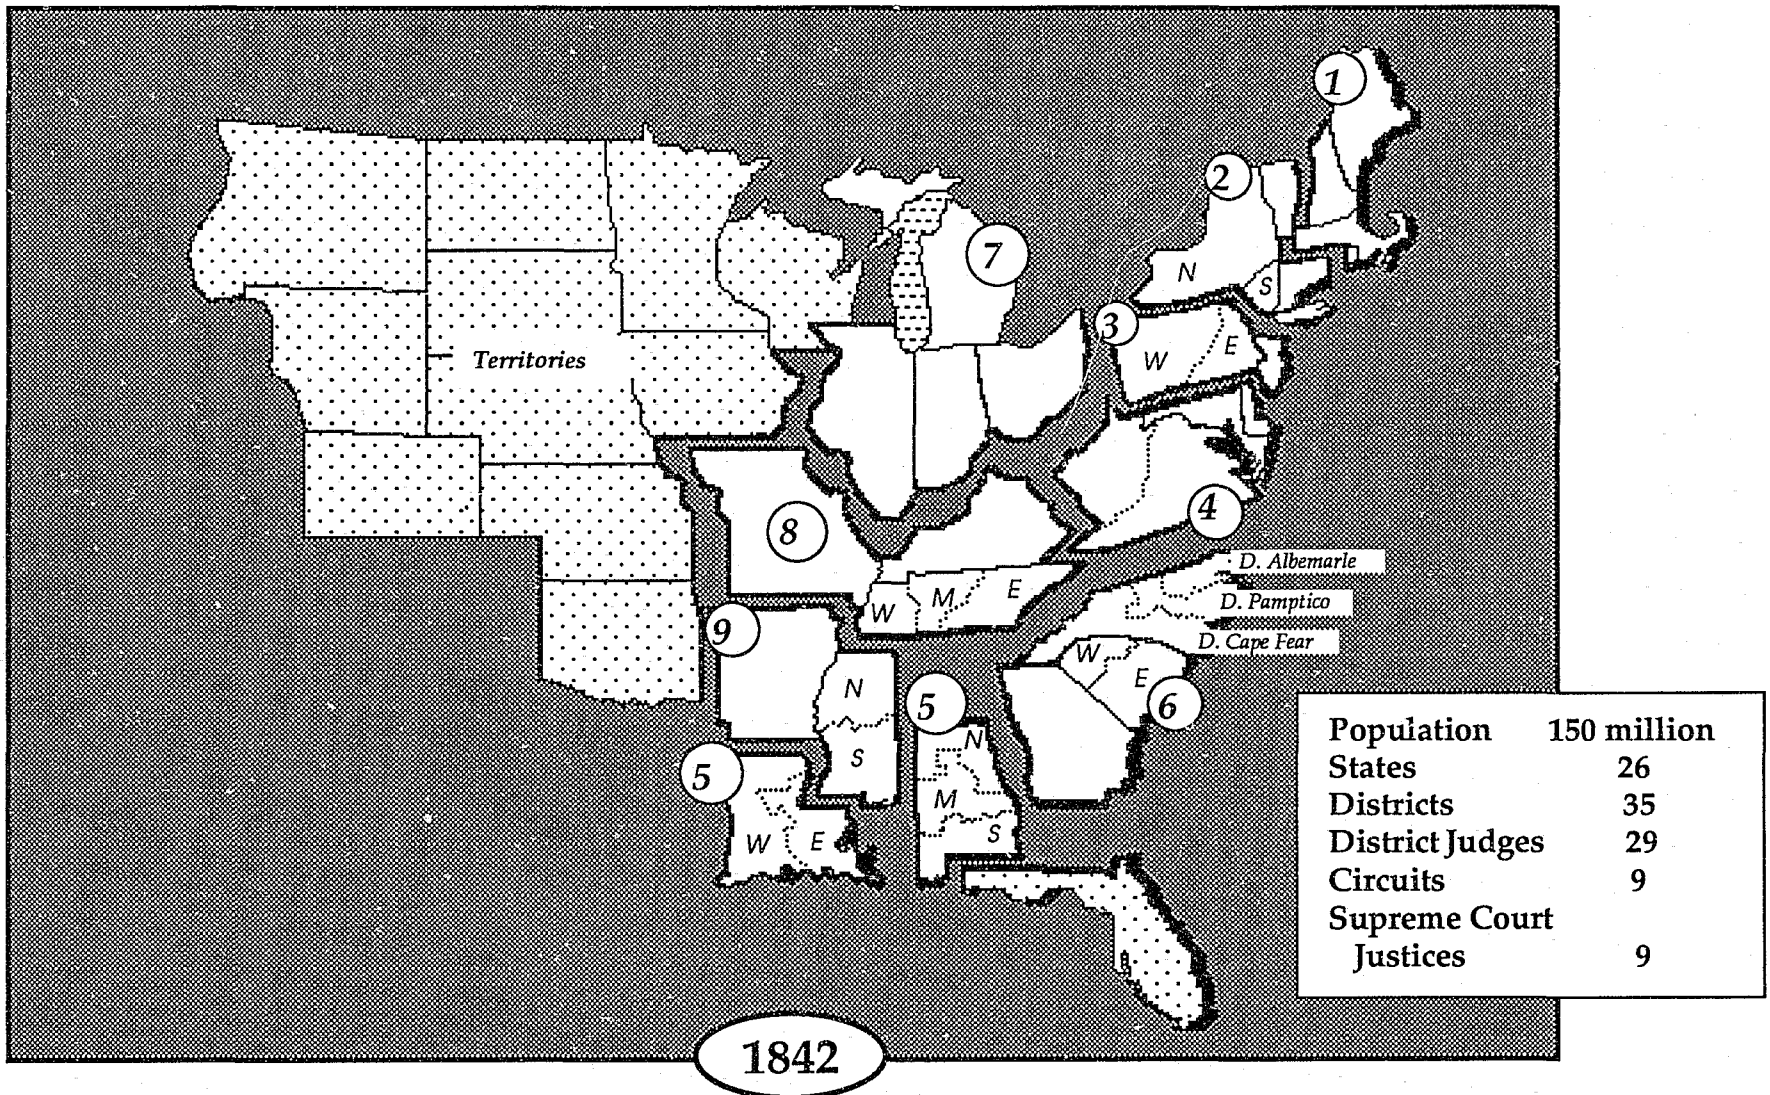 1
2
N
S
7
3
W
E
Territories
4
8
D. Albemarle
W
M
E
D. Pamptico
9
D. Cape Fear
W
E
N
5
6
N
S
5
M
S
W
E
Population 150 million
States 26
Districts 35
District Judges 29
Circuits 9
Supreme Court
Justices 9
1842